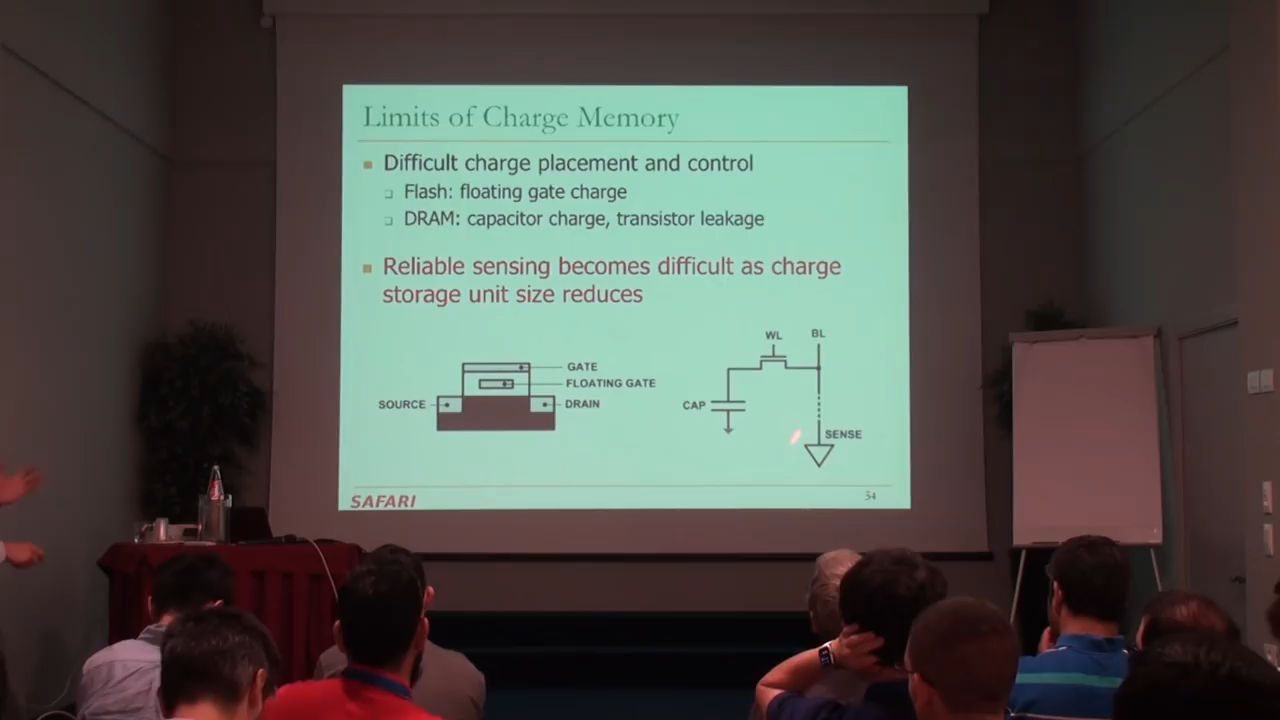 Limits of Charge Memory
Difficult charge placement and control
Flash: floating gate charge
DRAM: capacitor charge, transistor leakage
Reliable sensing becomes difficult as charge
storage unit size reduces
GATE
FLOATING GATE
SOURCE
DRAIN
WL
BL
CAP
SENSE
SAFARI
54